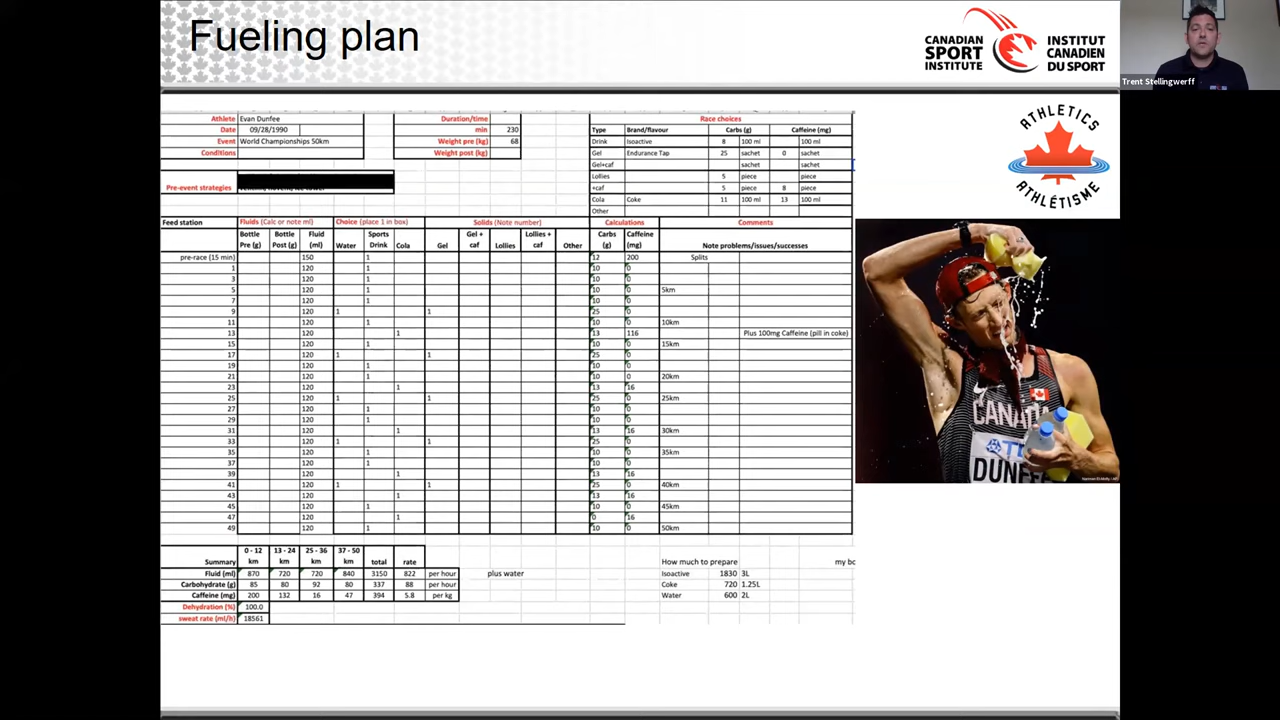 Fueling plan
CANADIAN SPORT INSTITUTE
INSTITUT CANADIEN DU SPORT
Trent Stellingwerff
ATHLETICS
ATHLÉTISME
Athlete Evan Dunfee
Date 09/28/1990
Event World Championships 50km
Conditions
Pre-event strategies
Duration/time
min 230
Weight pre (kg) 68
Weight post (kg)
Race choices
Type Brand/flavour Carbs (g) Caffeine (mg)
Drink Isoactive 8 100 ml 100 ml
Gel Endurance Tap 25 sachet 0 sachet
Gel+caf sachet sachet
Lollies 5 piece piece
+caf 5 piece 8 piece
Cola Coke 11 100 ml 13 100 ml
Other
Feed station Fluids (Calc or note ml) Choice (place 1 in box) Solids (Note number) Calculations Comments
Bottle Pre (g) Bottle Post (g) Fluid (ml) Water Sports Drink Cola Gel Gel + caf Lollies Lollies + caf Other Carbs (g) Caffeine (mg) Note problems/issues/successes
pre-race (15 min) 150 1 12 200 Splits
1 120 1 10 0
3 120 1 10 0
5 120 1 10 0 5km
7 120 1 10 0
9 120 1 1 25 0
11 120 1 10 0 10km
13 120 1 13 116 Plus 100mg Caffeine (pill in coke)
15 120 1 10 0 15km
17 120 1 1 25 0
19 120 1 10 0
21 120 1 10 0 20km
23 120 1 13 16
25 120 1 1 25 0 25km
27 120 1 10 0
29 120 1 10 0
31 120 1 13 16 30km
33 120 1 1 25 0
35 120 1 10 0 35km
37 120 1 10 0
39 120 1 13 16
41 120 1 1 25 0 40km
43 120 1 13 16
45 120 1 10 0 45km
47 120 1 0 16
49 120 1 10 0 50km
Summary 0 - 12 km 13 - 24 km 25 - 36 km 37 - 50 km total rate
Fluid (ml) 870 720 720 840 3150 822 per hour plus water
Carbohydrate (g) 85 80 92 80 337 88 per hour
Caffeine (mg) 200 132 16 47 394 5.8 per kg
Dehydration (%) 100.0
sweat rate (ml/h) 18561
How much to prepare my bo
Isoactive 1830 3L
Coke 720 1.25L
Water 600 2L
CANADA
DUNF